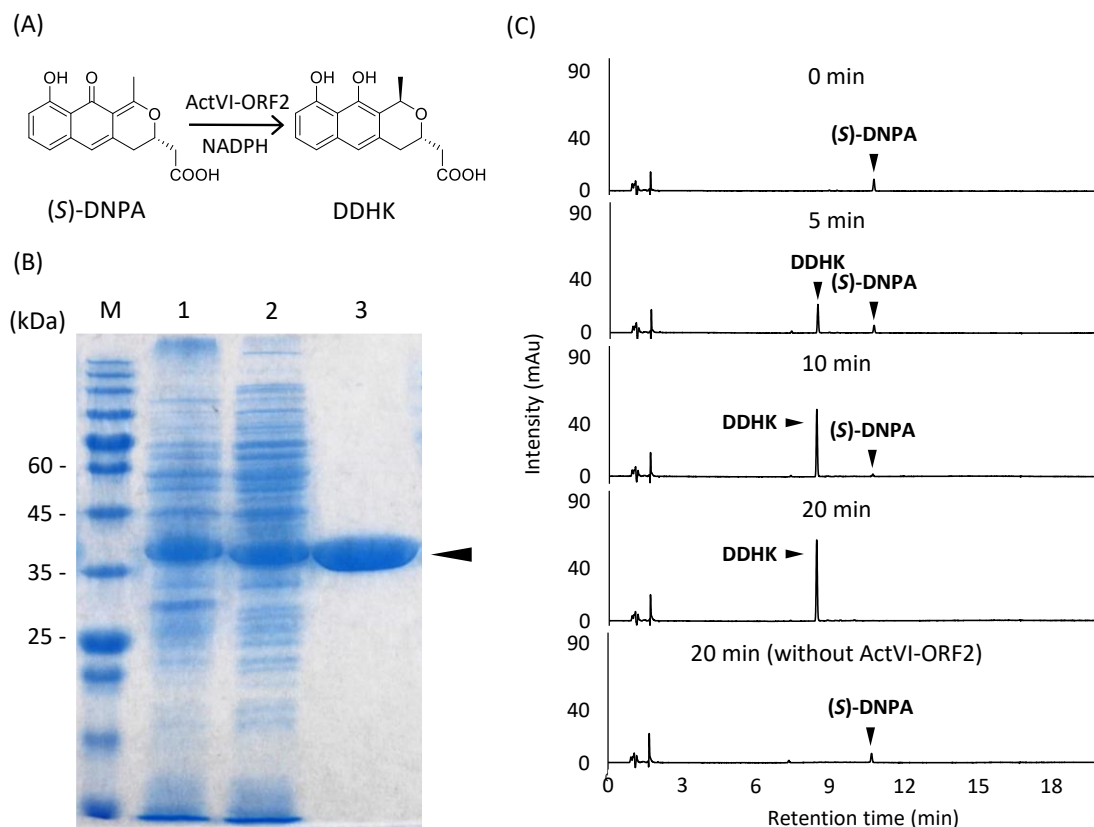 (A)
OH
O
O
COOH
(S)-DNPA
ActVI-ORF2
NADPH
OH
OH
O
COOH
DDHK
(B)
(kDa)
M
1
2
3
60 -
45 -
35 -
25 -
(C)
Intensity (mAu)
90
40
0
0 min
(S)-DNPA
90
40
0
5 min
DDHK
(S)-DNPA
90
40
0
10 min
DDHK
(S)-DNPA
90
40
0
20 min
DDHK
90
40
0
20 min (without ActVI-ORF2)
(S)-DNPA
0
3
6
9
12
15
18
Retention time (min)